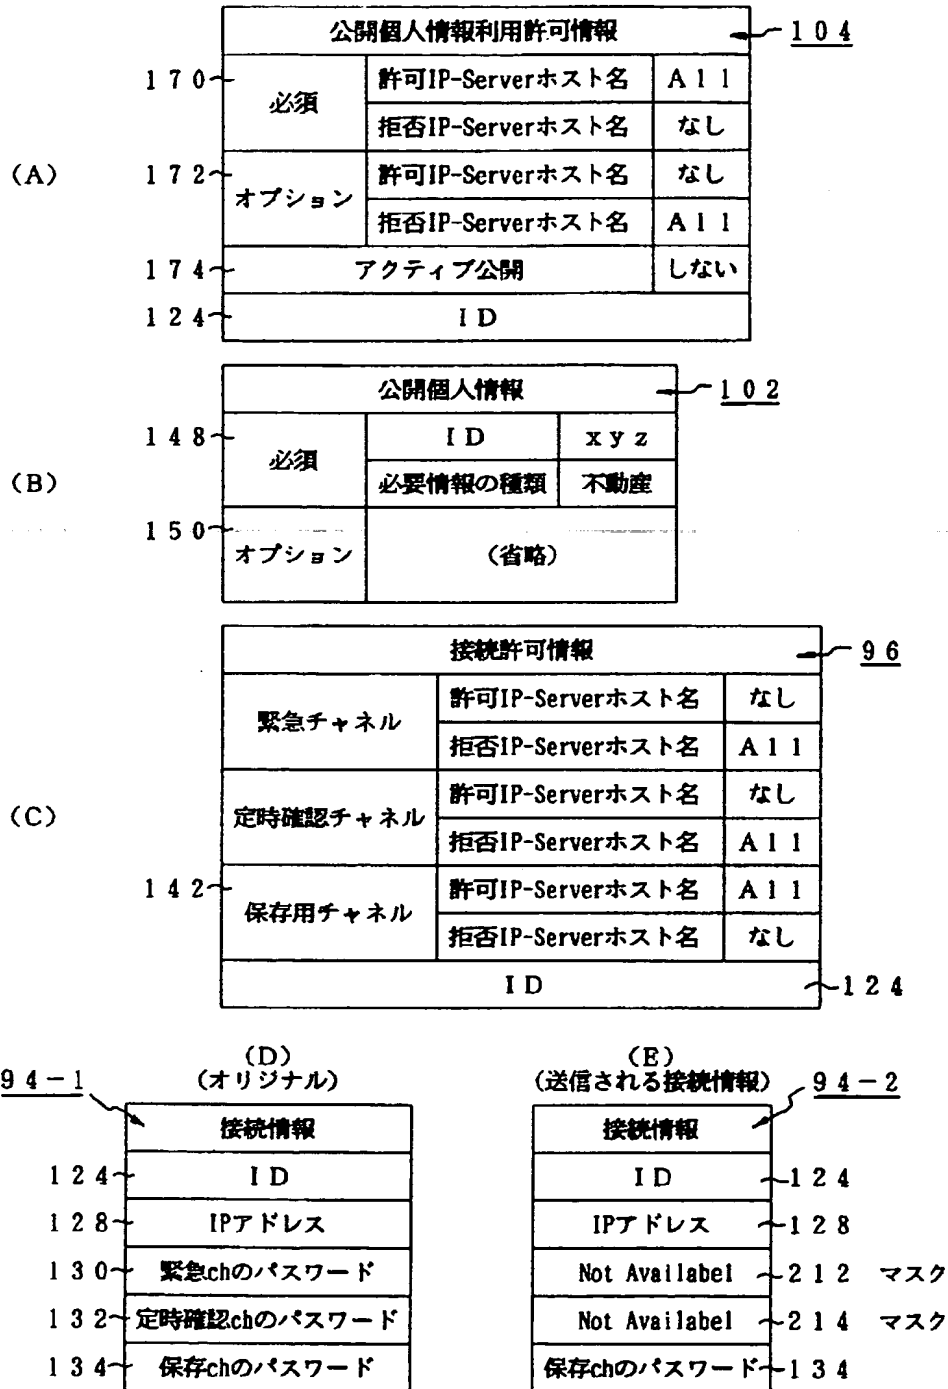 公開個人情報利用許可情報 104
170 必須 許可IP-Serverホスト名 All
拒否IP-Serverホスト名 なし
(A) 172 オプション 許可IP-Serverホスト名 なし
拒否IP-Serverホスト名 All
174 アクティブ公開 しない
124 ID
公開個人情報 102
148 必須 ID xyz
(B) 必要情報の種類 不動産
150 オプション (省略)
接続許可情報 96
緊急チャネル 許可IP-Serverホスト名 なし
拒否IP-Serverホスト名 All
(C) 定時確認チャネル 許可IP-Serverホスト名 なし
拒否IP-Serverホスト名 All
142 保存用チャネル 許可IP-Serverホスト名 All
拒否IP-Serverホスト名 なし
ID 124
(D) (E)
94-1 (オリジナル) (送信される接続情報) 94-2
接続情報 接続情報
124 ID ID 124
128 IPアドレス IPアドレス 128
130 緊急chのパスワード Not Availabel 212 マスク
132 定時確認chのパスワード Not Availabel 214 マスク
134 保存chのパスワード 保存chのパスワード 134